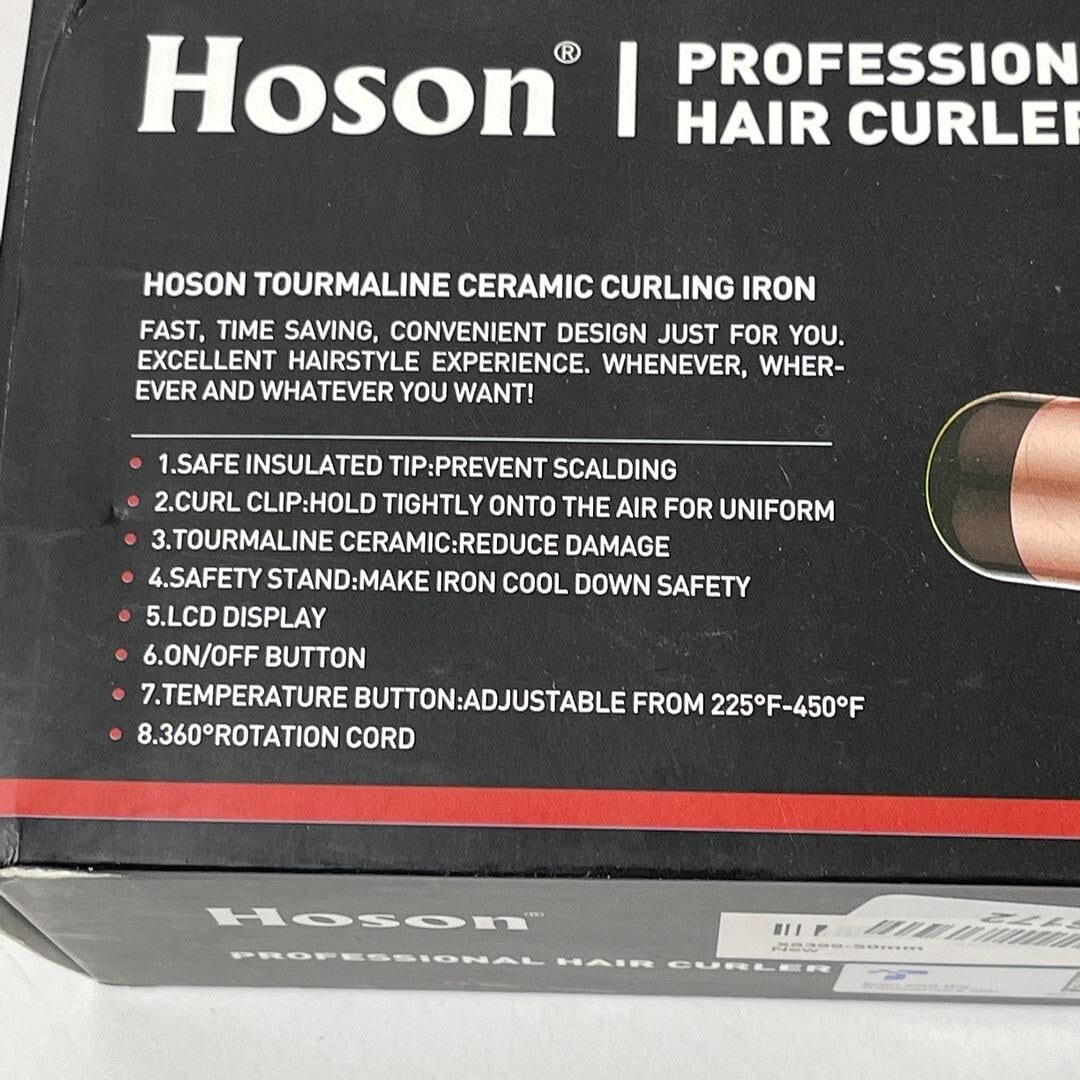 Hoson® | PROFESSION
HAIR CURLER
HOSON TOURMALINE CERAMIC CURLING IRON
FAST, TIME SAVING, CONVENIENT DESIGN JUST FOR YOU.
EXCELLENT HAIRSTYLE EXPERIENCE. WHENEVER, WHER-
EVER AND WHATEVER YOU WANT!
• 1.SAFE INSULATED TIP:PREVENT SCALDING
• 2.CURL CLIP:HOLD TIGHTLY ONTO THE AIR FOR UNIFORM
• 3.TOURMALINE CERAMIC:REDUCE DAMAGE
• 4.SAFETY STAND:MAKE IRON COOL DOWN SAFETY
• 5.LCD DISPLAY
• 6.ON/OFF BUTTON
• 7.TEMPERATURE BUTTON:ADJUSTABLE FROM 225°F-450°F
• 8.360°ROTATION CORD
Hoson®
PROFESSIONAL HAIR CURLER
New